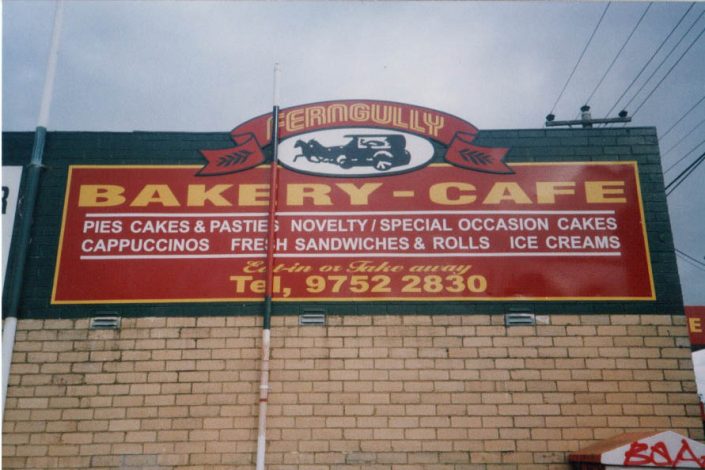 FERNGULLY
BAKERY-CAFE
PIES CAKES & PASTIES NOVELTY/SPECIAL OCCASION CAKES
CAPPUCCINOS FRESH SANDWICHES & ROLLS ICE CREAMS
Eat-in or Take away
Tel, 9752 2830